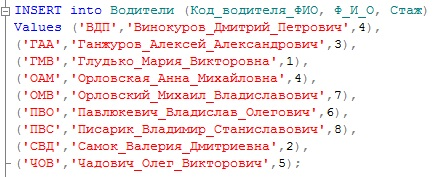 INSERT into Водители (Код_водителя_ФИО, Ф_И_О, Стаж)
Values ('ВДП','Винокуров_Дмитрий_Петрович',4),
('ГАА','Ганжуров_Алексей_Александрович',3),
('ГМВ','Глудько_Мария_Викторовна',1),
('ОАМ','Орловская_Анна_Михайловна',4),
('ОМВ','Орловский_Михаил_Владиславович',7),
('ПВО','Павлюкевич_Владислав_Олегович',6),
('ПВС','Писарик_Владимир_Станиславович',8),
('СВД','Самок_Валерия_Дмитриевна',2),
('ЧОВ','Чадович_Олег_Викторович',5);